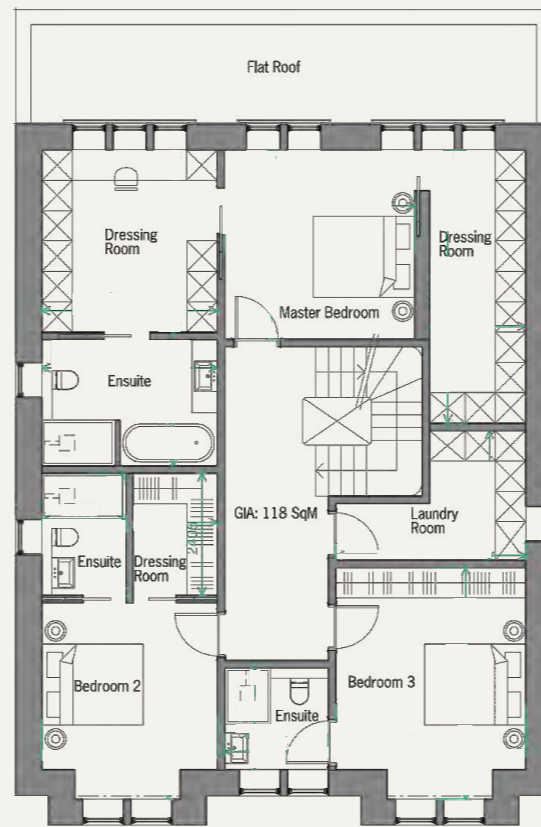 Flat Roof
Dressing
Room
Master Bedroom
Dressing
Room
Ensuite
GIA: 118 SqM
Laundry
Room
Ensuite
Dressing
Room
Bedroom 2
Ensuite
Bedroom 3